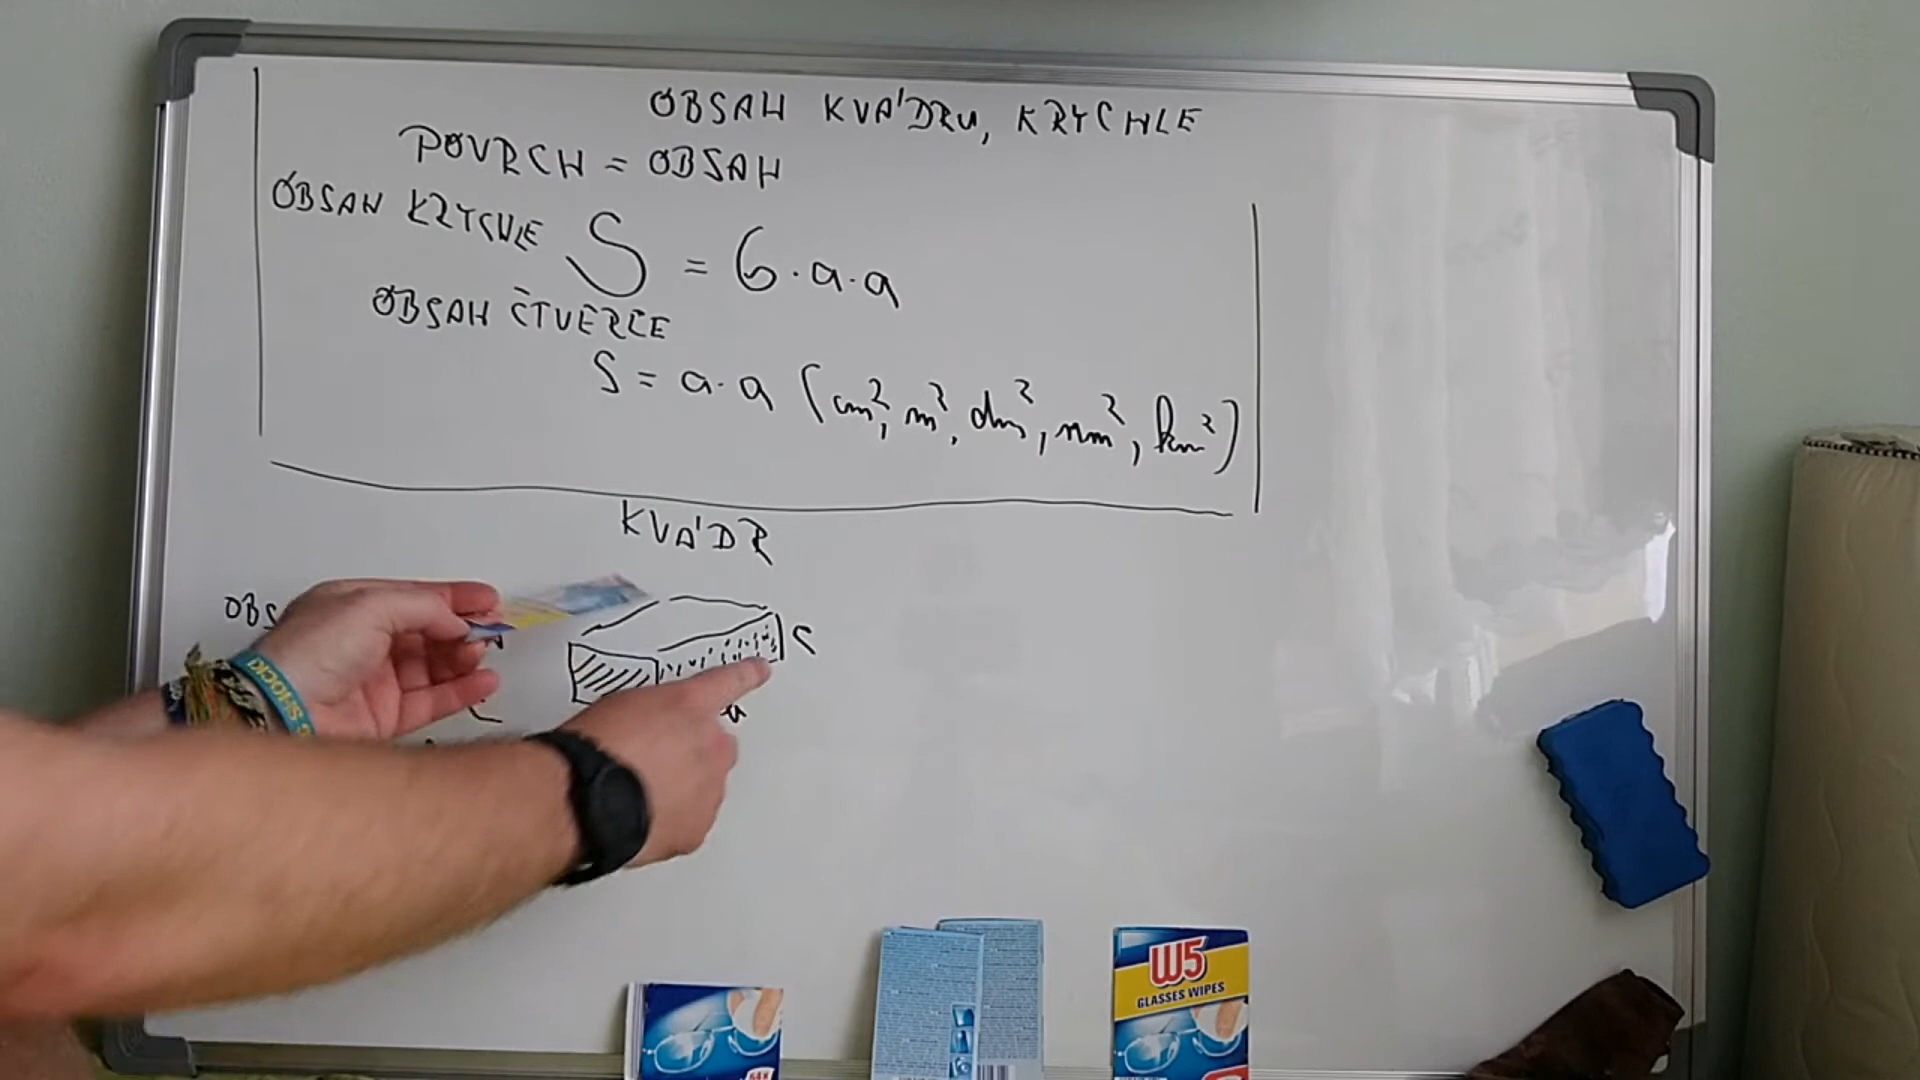 OBSAH KVÁDRU, KRYCHLE
POVRCH = OBSAH
OBSAH KRYCHLE S = 6·a·a
OBSAH ČTVERCE
S = a·a (cm², m², dm², mm², km²)
KVÁDR
OBS
C
a
W5
GLASSES WIPES